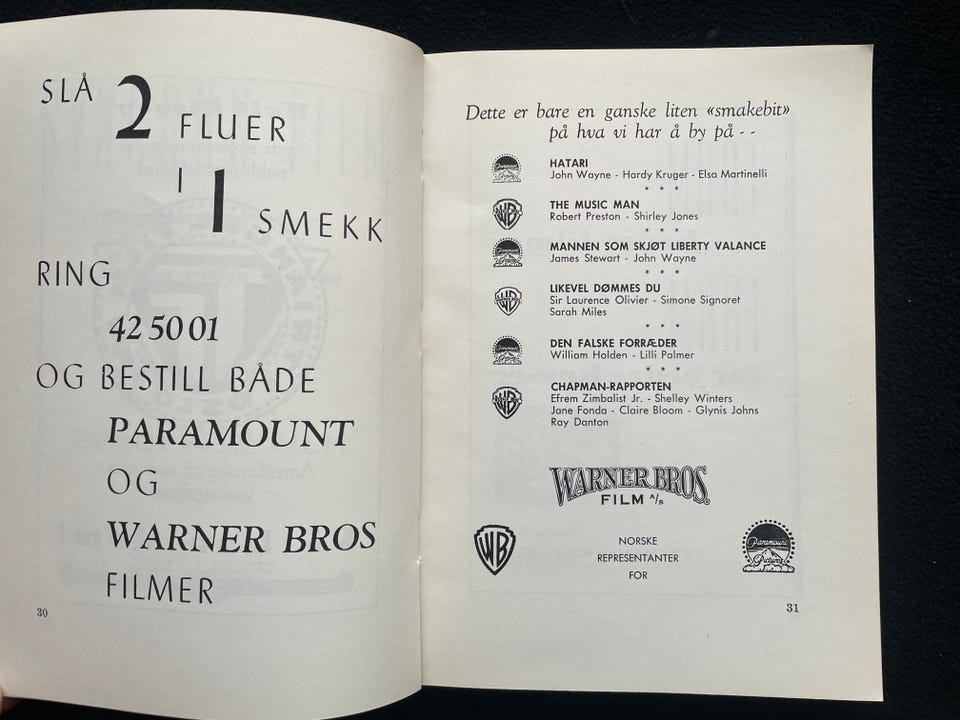 SLÅ 2 FLUER
I 1 SMEKK
RING
42 50 01
OG BESTILL BÅDE
PARAMOUNT
OG
WARNER BROS
FILMER
30
Dette er bare en ganske liten «smakebit»
på hva vi har å by på - -
HATARI
John Wayne - Hardy Kruger - Elsa Martinelli
* * *
THE MUSIC MAN
Robert Preston - Shirley Jones
* * *
MANNEN SOM SKJØT LIBERTY VALANCE
James Stewart - John Wayne
* * *
LIKEVEL DØMMES DU
Sir Laurence Olivier - Simone Signoret
Sarah Miles
* * *
DEN FALSKE FORRÆDER
William Holden - Lilli Palmer
* * *
CHAPMAN-RAPPORTEN
Efrem Zimbalist Jr. - Shelley Winters
Jane Fonda - Claire Bloom - Glynis Johns
Ray Danton
WARNER BROS.
FILM A/S
WB
NORSKE
REPRESENTANTER
FOR
Paramount
Pictures
31